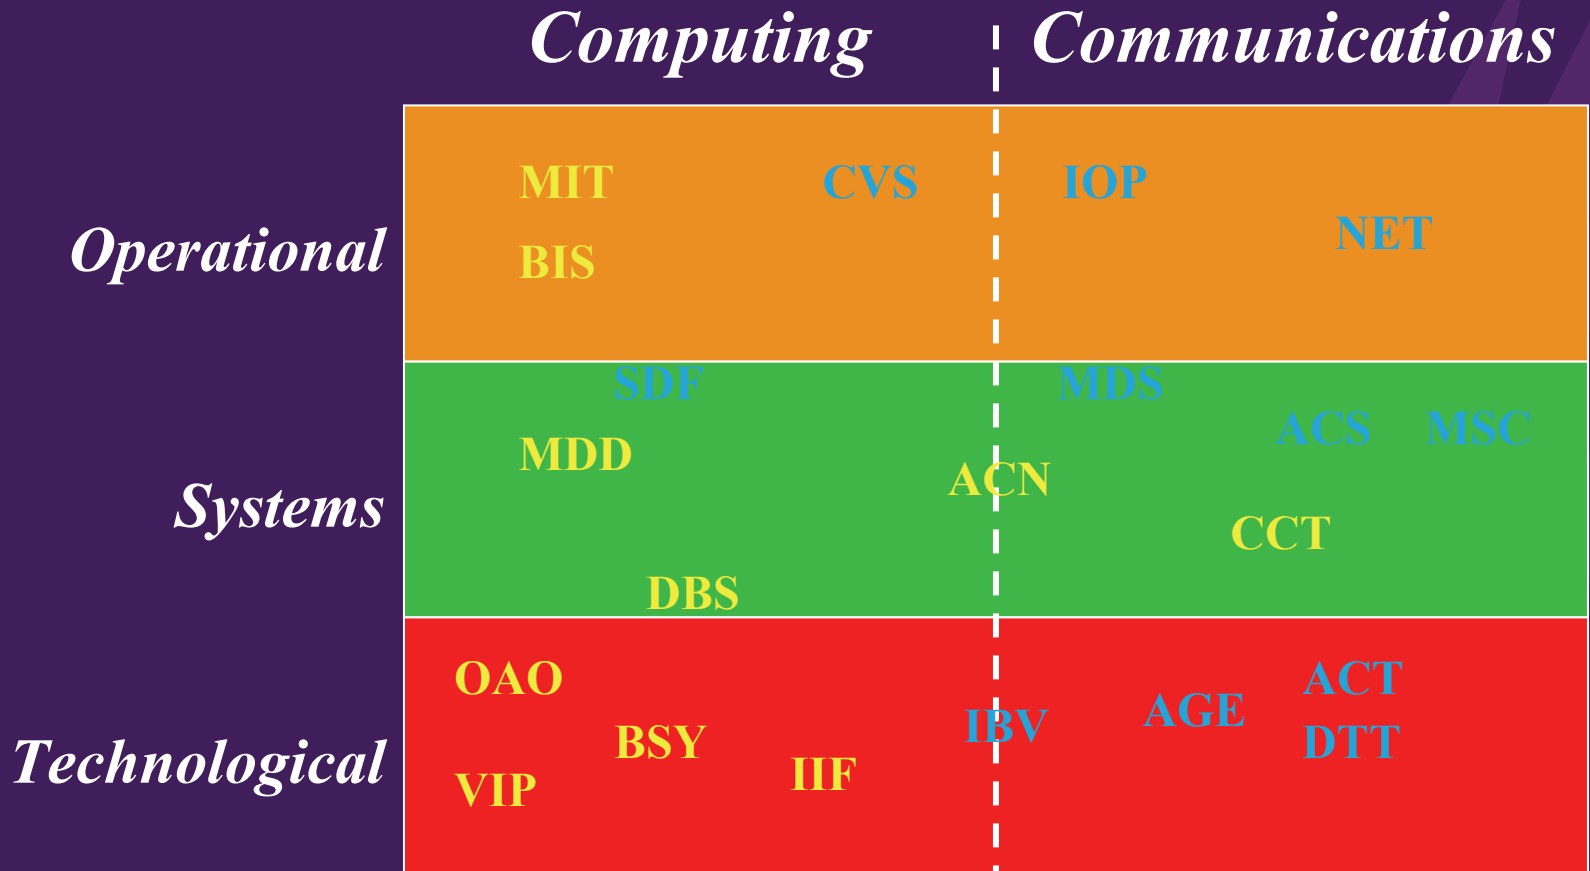 Computing Communications
Operational
MIT CVS IOP
NET
BIS
Systems
SDF MDS
ACS MSC
MDD
ACN
CCT
DBS
Technological
OAO ACT
AGE
IBV
BSY DTT
IIF
VIP